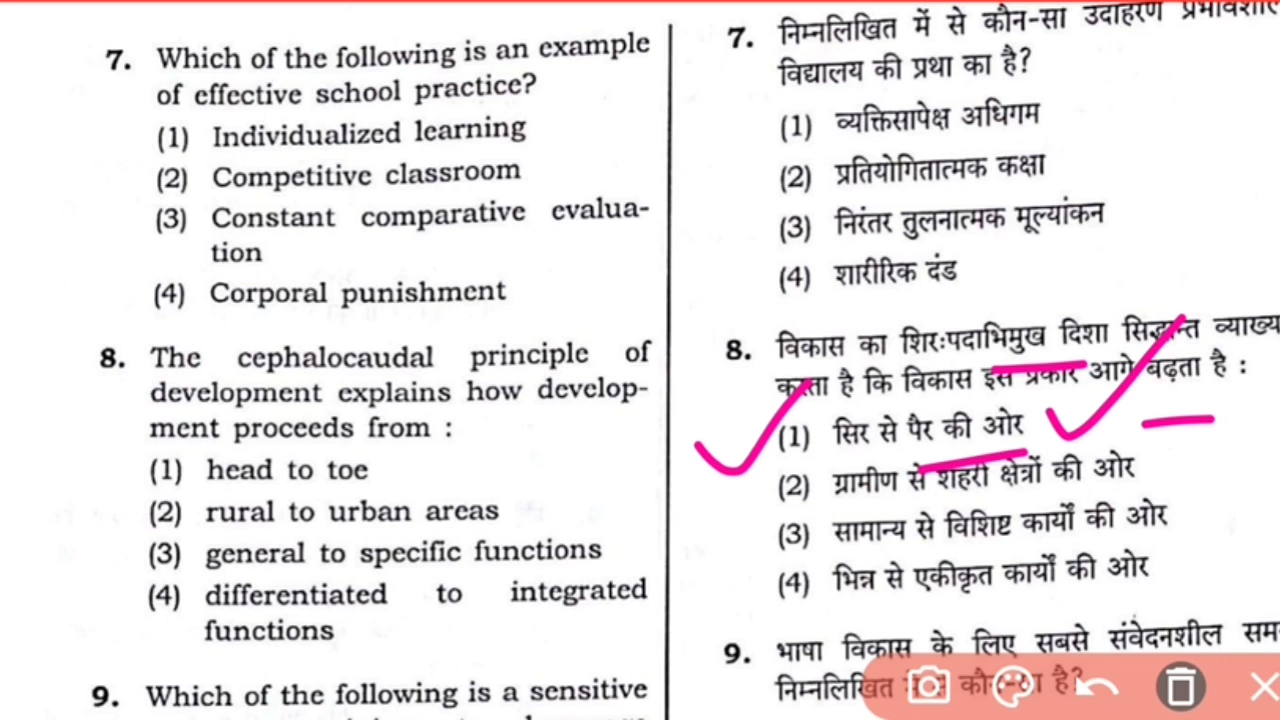 7. Which of the following is an example
of effective school practice?
(1) Individualized learning
(2) Competitive classroom
(3) Constant comparative evalua-
tion
(4) Corporal punishment
8. The cephalocaudal principle of
development explains how develop-
ment proceeds from :
(1) head to toe
(2) rural to urban areas
(3) general to specific functions
(4) differentiated to integrated
functions
9. Which of the following is a sensitive
7. निम्नलिखित में से कौन-सा उदाहरण
विद्यालय की प्रथा का है?
(1) व्यक्तिसापेक्ष अधिगम
(2) प्रतियोगितात्मक कक्षा
(3) निरंतर तुलनात्मक मूल्यांकन
(4) शारीरिक दंड
8. विकास का शिरःपदाभिमुख दिशा सिद्धान्त
करता है कि विकास इस प्रकार आगे बढ़ता है :
(1) सिर से पैर की ओर
(2) ग्रामीण से शहरी क्षेत्रों की ओर
(3) सामान्य से विशिष्ट कार्यों की ओर
(4) भिन्न से एकीकृत कार्यों की ओर
9. भाषा विकास के लिए सबसे संवेदनशील
निम्नलिखित में से कौन-सा है?